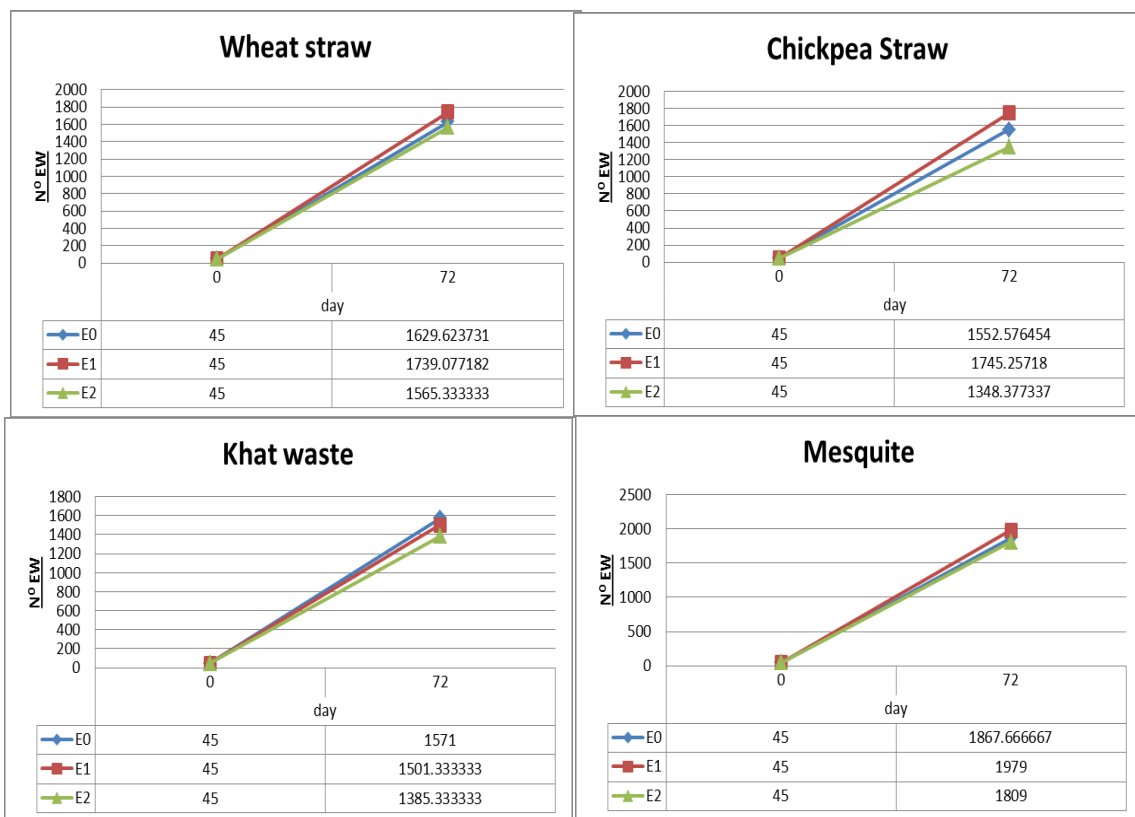 Wheat straw
2000
1800
1600
1400
1200
1000
800
600
400
200
0
Nº EW
0 72
day
E0 45 1629.623731
E1 45 1739.077182
E2 45 1565.333333
Chickpea Straw
2000
1800
1600
1400
1200
1000
800
600
400
200
0
Nº EW
0 72
day
E0 45 1552.576454
E1 45 1745.25718
E2 45 1348.377337
Khat waste
1800
1600
1400
1200
1000
800
600
400
200
0
Nº EW
0 72
day
E0 45 1571
E1 45 1501.333333
E2 45 1385.333333
Mesquite
2500
2000
1500
1000
500
0
Nº EW
0 72
day
E0 45 1867.666667
E1 45 1979
E2 45 1809